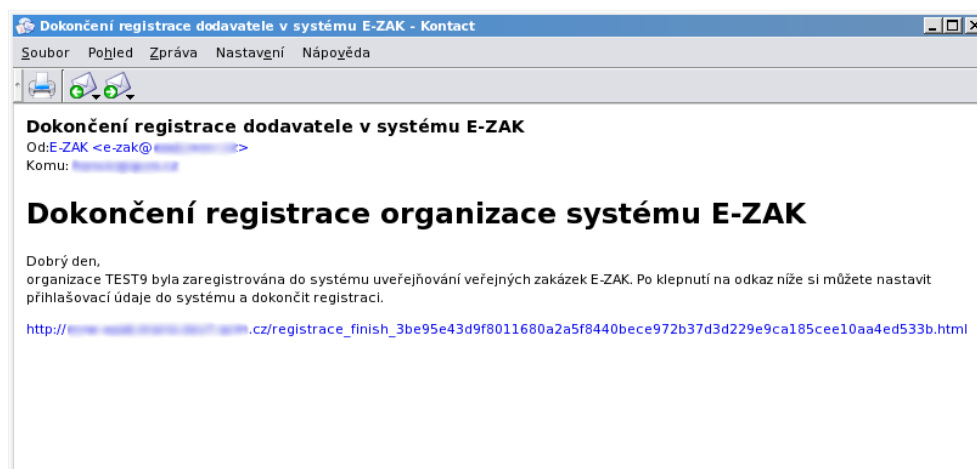 Dokončení registrace dodavatele v systému E-ZAK - Kontact
Soubor Pohled Zpráva Nastavení Nápověda
Dokončení registrace dodavatele v systému E-ZAK
Od:E-ZAK <e-zak@ >
Komu:
Dokončení registrace organizace systému E-ZAK
Dobrý den,
organizace TEST9 byla zaregistrována do systému uveřejňování veřejných zakázek E-ZAK. Po klepnutí na odkaz níže si můžete nastavit
přihlašovací údaje do systému a dokončit registraci.
http:// .cz/registrace_finish_3be95e43d9f8011680a2a5f8440bece972b37d3d229e9ca185cee10aa4ed533b.html